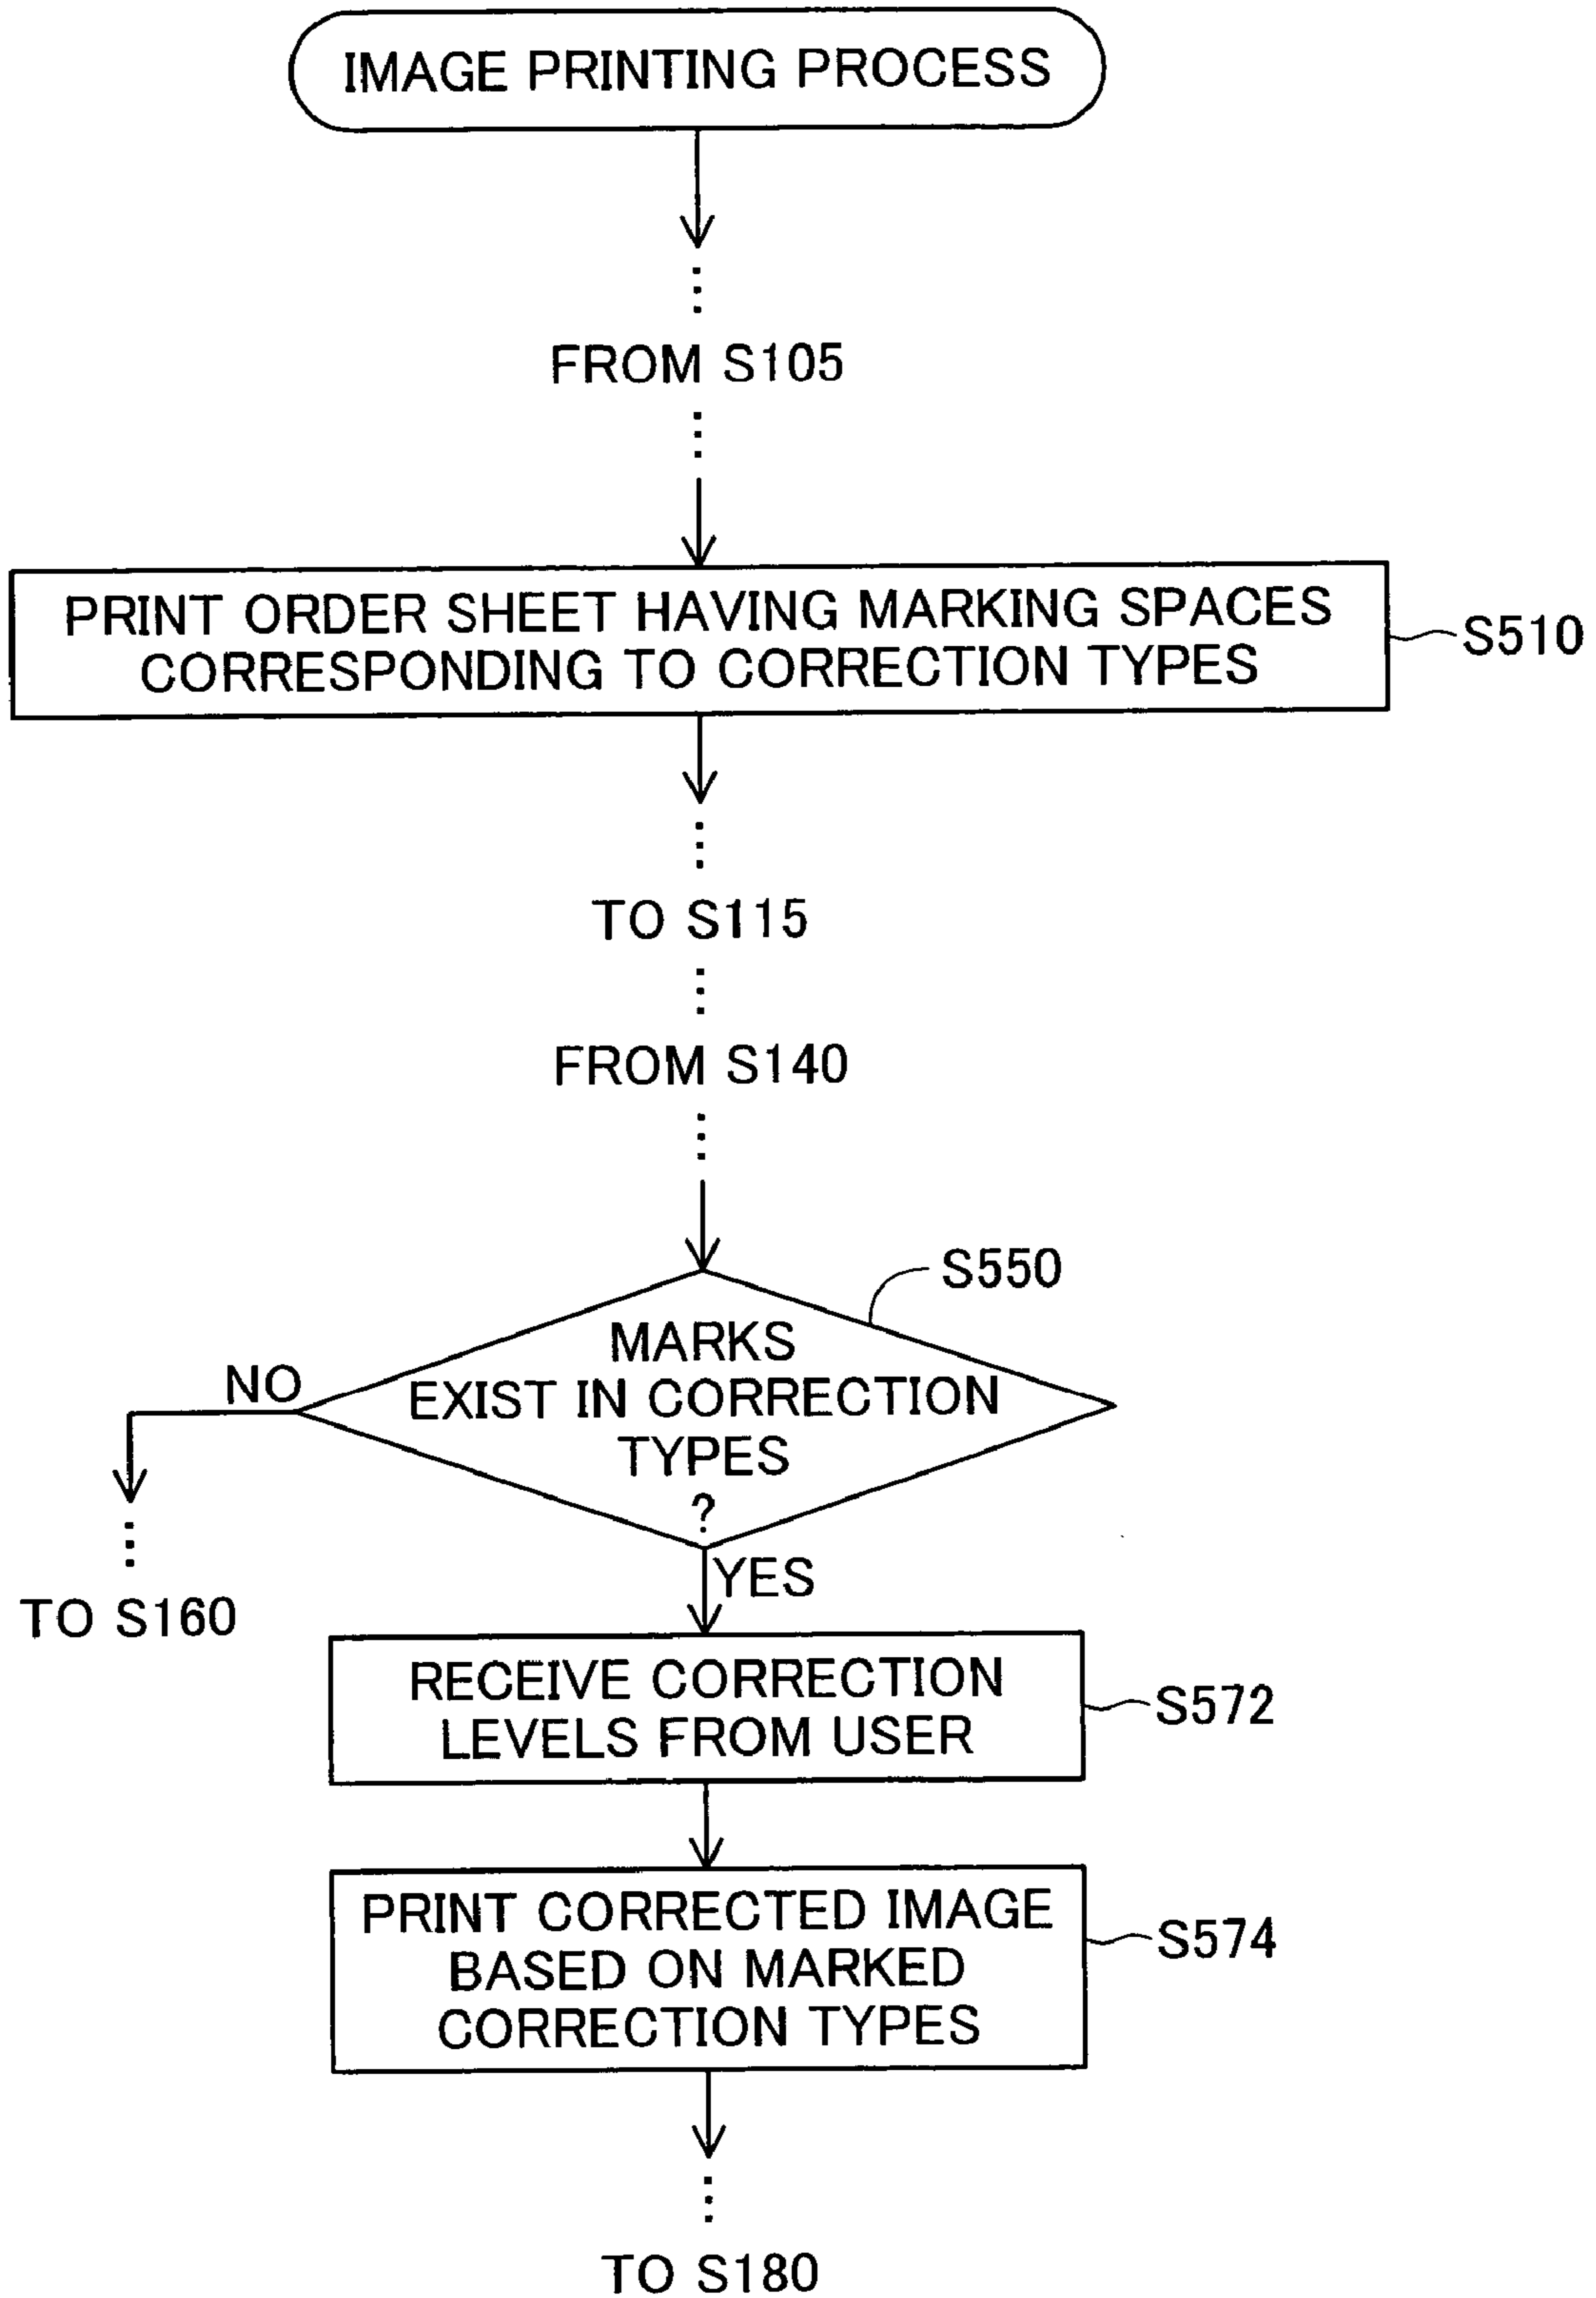 IMAGE PRINTING PROCESS
FROM S105
PRINT ORDER SHEET HAVING MARKING SPACES
CORRESPONDING TO CORRECTION TYPES
S510
TO S115
FROM S140
S550
MARKS
EXIST IN CORRECTION
TYPES
?
NO
YES
TO S160
RECEIVE CORRECTION
LEVELS FROM USER
S572
PRINT CORRECTED IMAGE
BASED ON MARKED
CORRECTION TYPES
S574
TO S180